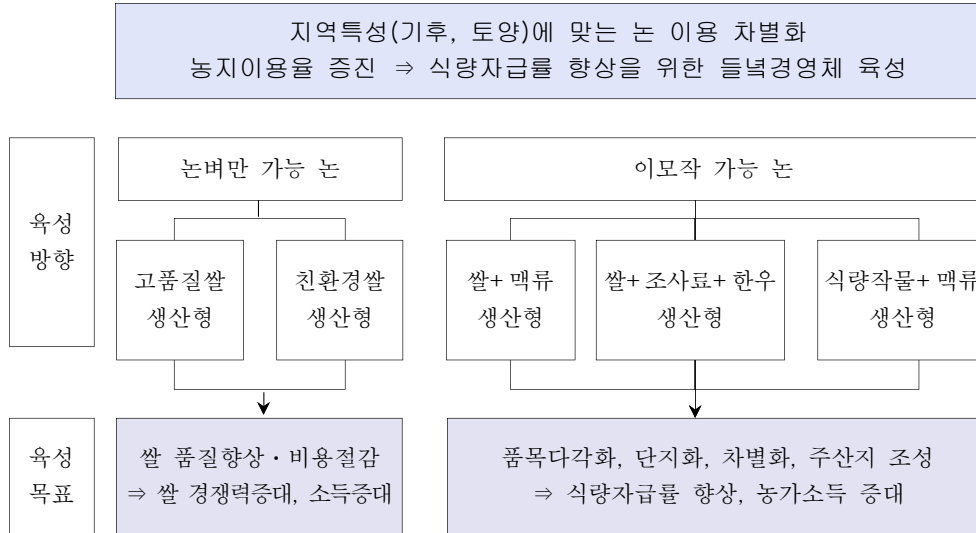 지역특성(기후, 토양)에 맞는 논 이용 차별화
농지이용율 증진 ⇒ 식량자급률 향상을 위한 들녘경영체 육성
육성
방향
논벼만 가능 논
이모작 가능 논
고품질쌀
생산형
친환경쌀
생산형
쌀+ 맥류
생산형
쌀+ 조사료+ 한우
생산형
식량작물+ 맥류
생산형
육성
목표
쌀 품질향상·비용절감
⇒ 쌀 경쟁력증대, 소득증대
품목다각화, 단지화, 차별화, 주산지 조성
⇒ 식량자급률 향상, 농가소득 증대